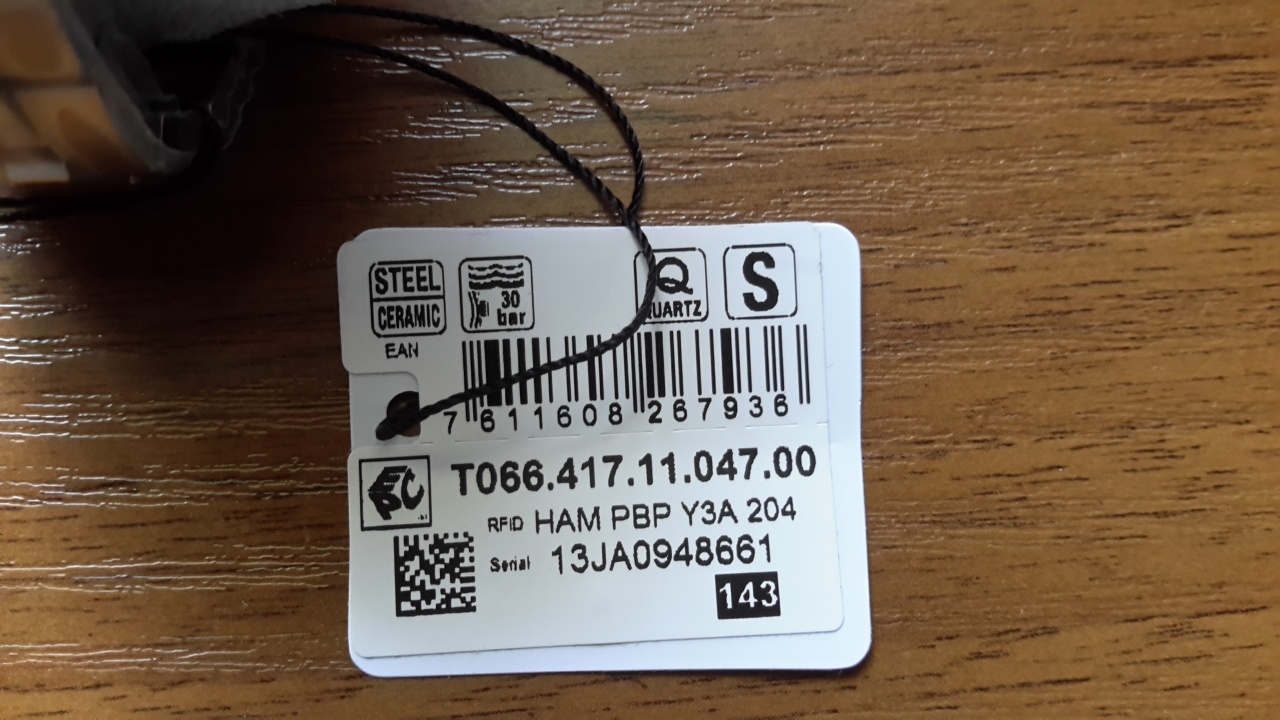 STEEL
CERAMIC
30
bar
Q
QUARTZ
S
EAN
7 611608 267936
T066.417.11.047.00
RFID HAM PBP Y3A 204
Serial 13JA0948661
143